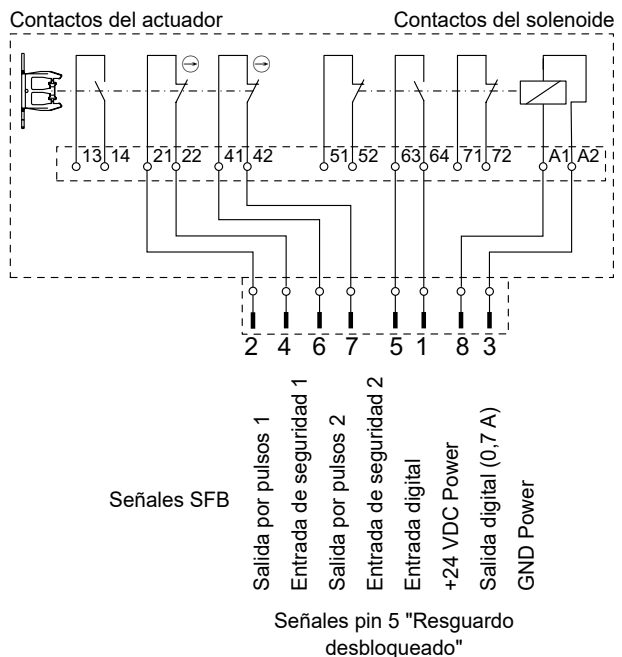 Contactos del actuador Contactos del solenoide
13 14 21 22 41 42 51 52 63 64 71 72 A1 A2
2 4 6 7 5 1 8 3
Señales SFB
Salida por pulsos 1
Entrada de seguridad 1
Salida por pulsos 2
Entrada de seguridad 2
Entrada digital
+24 VDC Power
Salida digital (0,7 A)
GND Power
Señales pin 5 "Resguardo
desbloqueado"